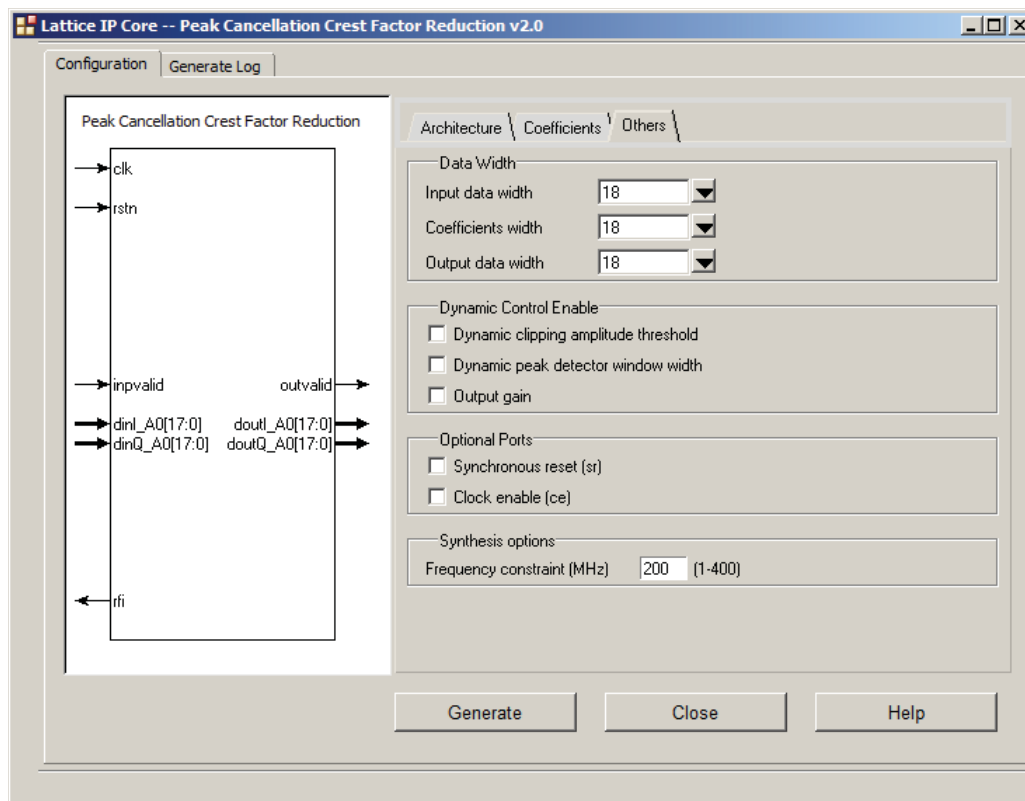 Lattice IP Core -- Peak Cancellation Crest Factor Reduction v2.0
Configuration
Generate Log
Peak Cancellation Crest Factor Reduction
clk
rstn
inpvalid
outvalid
dinI_A0[17:0]
doutI_A0[17:0]
dinQ_A0[17:0]
doutQ_A0[17:0]
rfi
Architecture
Coefficients
Others
Data Width
Input data width
18
Coefficients width
18
Output data width
18
Dynamic Control Enable
Dynamic clipping amplitude threshold
Dynamic peak detector window width
Output gain
Optional Ports
Synchronous reset (sr)
Clock enable (ce)
Synthesis options
Frequency constraint (MHz)
200
(1-400)
Generate
Close
Help